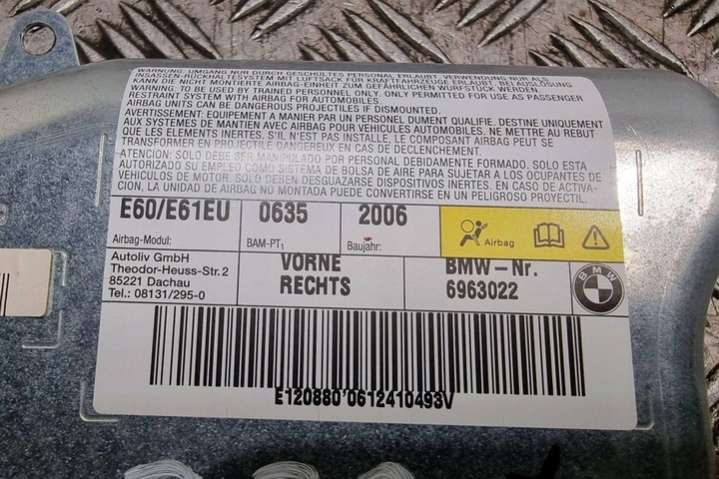 WARNUNG: UMGANG NUR DURCH GESCHULTES PERSONAL ERLAUBT. VERWENDUNG NUR ALS
INSASSEN-RÜCKHALTESYSTEM MIT LUFTSACK FÜR KRAFTFAHRZEUGE ERLAUBT. BEI AUSLÖSUNG
KANN DIE NICHT MONTIERTE AIRBAG-EINHEIT ZUM GEFÄHRLICHEN WURFSTÜCK WERDEN
WARNING: TO BE USED BY TRAINED PERSONNEL ONLY. ONLY PERMITTED FOR USE AS PASSENGER
RESTRAINT SYSTEM WITH AIRBAG FOR AUTOMOBILES.
AIRBAG UNITS CAN BE DANGEROUS PROJECTILES IF DISMOUNTED.
AVERTISSEMENT: EQUIPEMENT A MANIER PAR UN PERSONEL DUMENT QUALIFIE, DESTINE UNIQUEMENT
AUX SYSTEMES DE MAINTIEN AVEC AIRBAG POUR VEHICULES AUTOMOBILES. NE METTRE AU REBUT
QUE LES ELEMENTS INERTES, S'IL N'EST PAS INSTALLE, LE COMPOSANT AIRBAG PEUT SE
TRANSFORMER EN PROJECTILE DANGEREUX EN CAS DE DECLENCHEMENT
ATENCION: SOLO DEBE SER MANIPOLADO POR PERSONAL DEBIDAMENTE FORMADO. SOLO ESTA
AUTORIZADO SU EMPLEO COMO SISTEMA DE BOLSA DE AIRE PARA SUJETAR A LOS OCUPANTES DE
VEHICULOS DE MOTOR. SOLO DEBEN DESGUAZARSE DISPOSITIVOS INERTES. EN CASO DE ACTIVA-
CION, LA UNIDAD DE AIRBAG NO MONTADA PUEDE CONVERTIRSE EN UN PELIGROSO PROYECTIL.
E60/E61EU 0635 2006
Airbag-Modul: BAM-PT1 Baujahr: Airbag
Autoliv GmbH
Theodor-Heuss-Str.2
85221 Dachau
Tel.: 08131/295-0
VORNE
RECHTS
BMW-Nr.
6963022
BMW
E120880'0612410493V